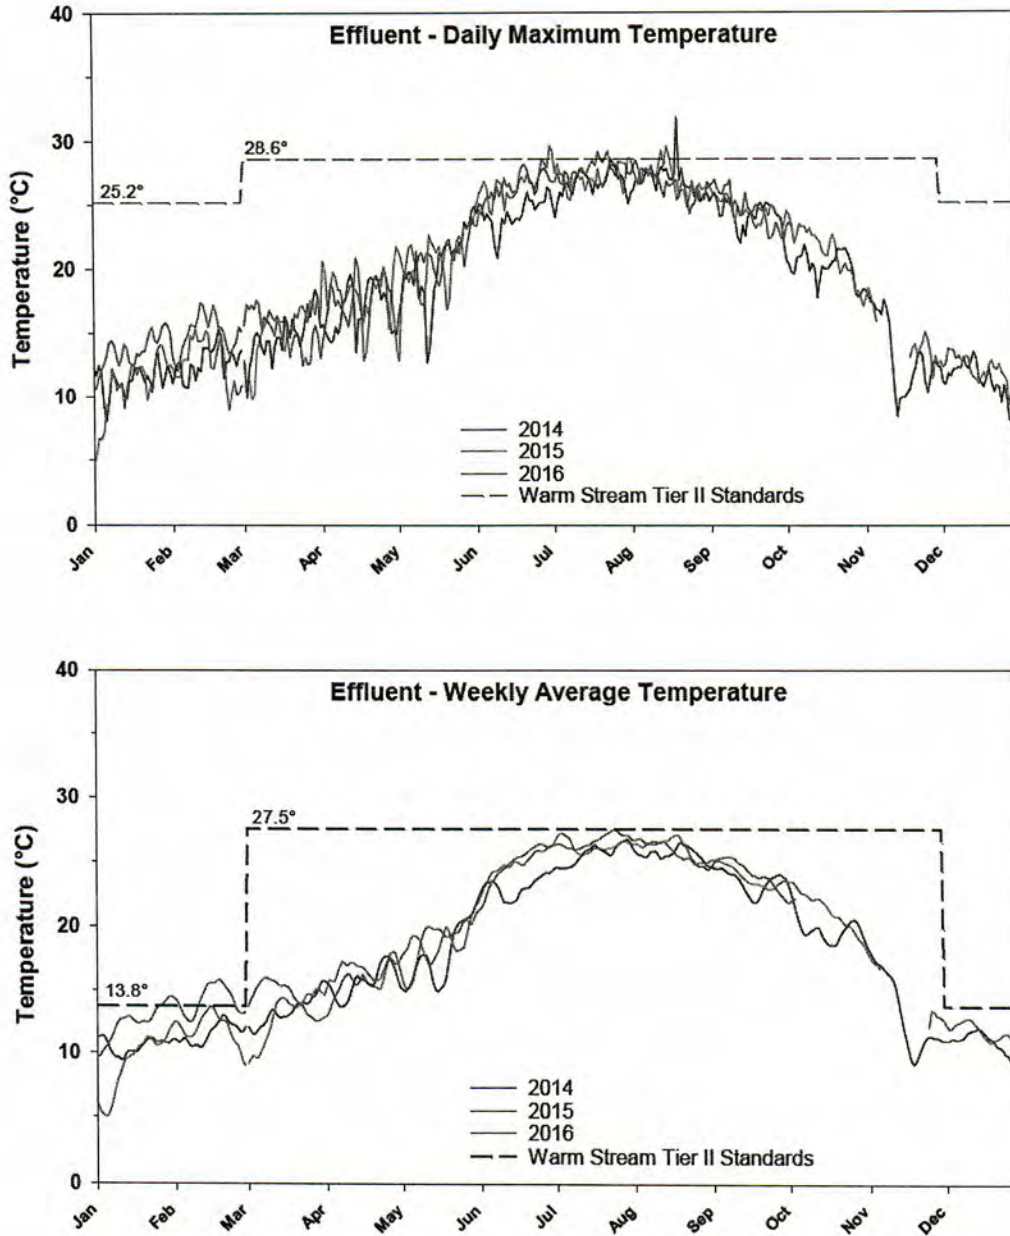 Effluent - Daily Maximum Temperature
40
30
20
10
0
Temperature (°C)
25.2°
28.6°
2014
2015
2016
Warm Stream Tier II Standards
Jan
Feb
Mar
Apr
May
Jun
Jul
Aug
Sep
Oct
Nov
Dec
Effluent - Weekly Average Temperature
40
30
20
10
0
Temperature (°C)
13.8°
27.5°
2014
2015
2016
Warm Stream Tier II Standards
Jan
Feb
Mar
Apr
May
Jun
Jul
Aug
Sep
Oct
Nov
Dec